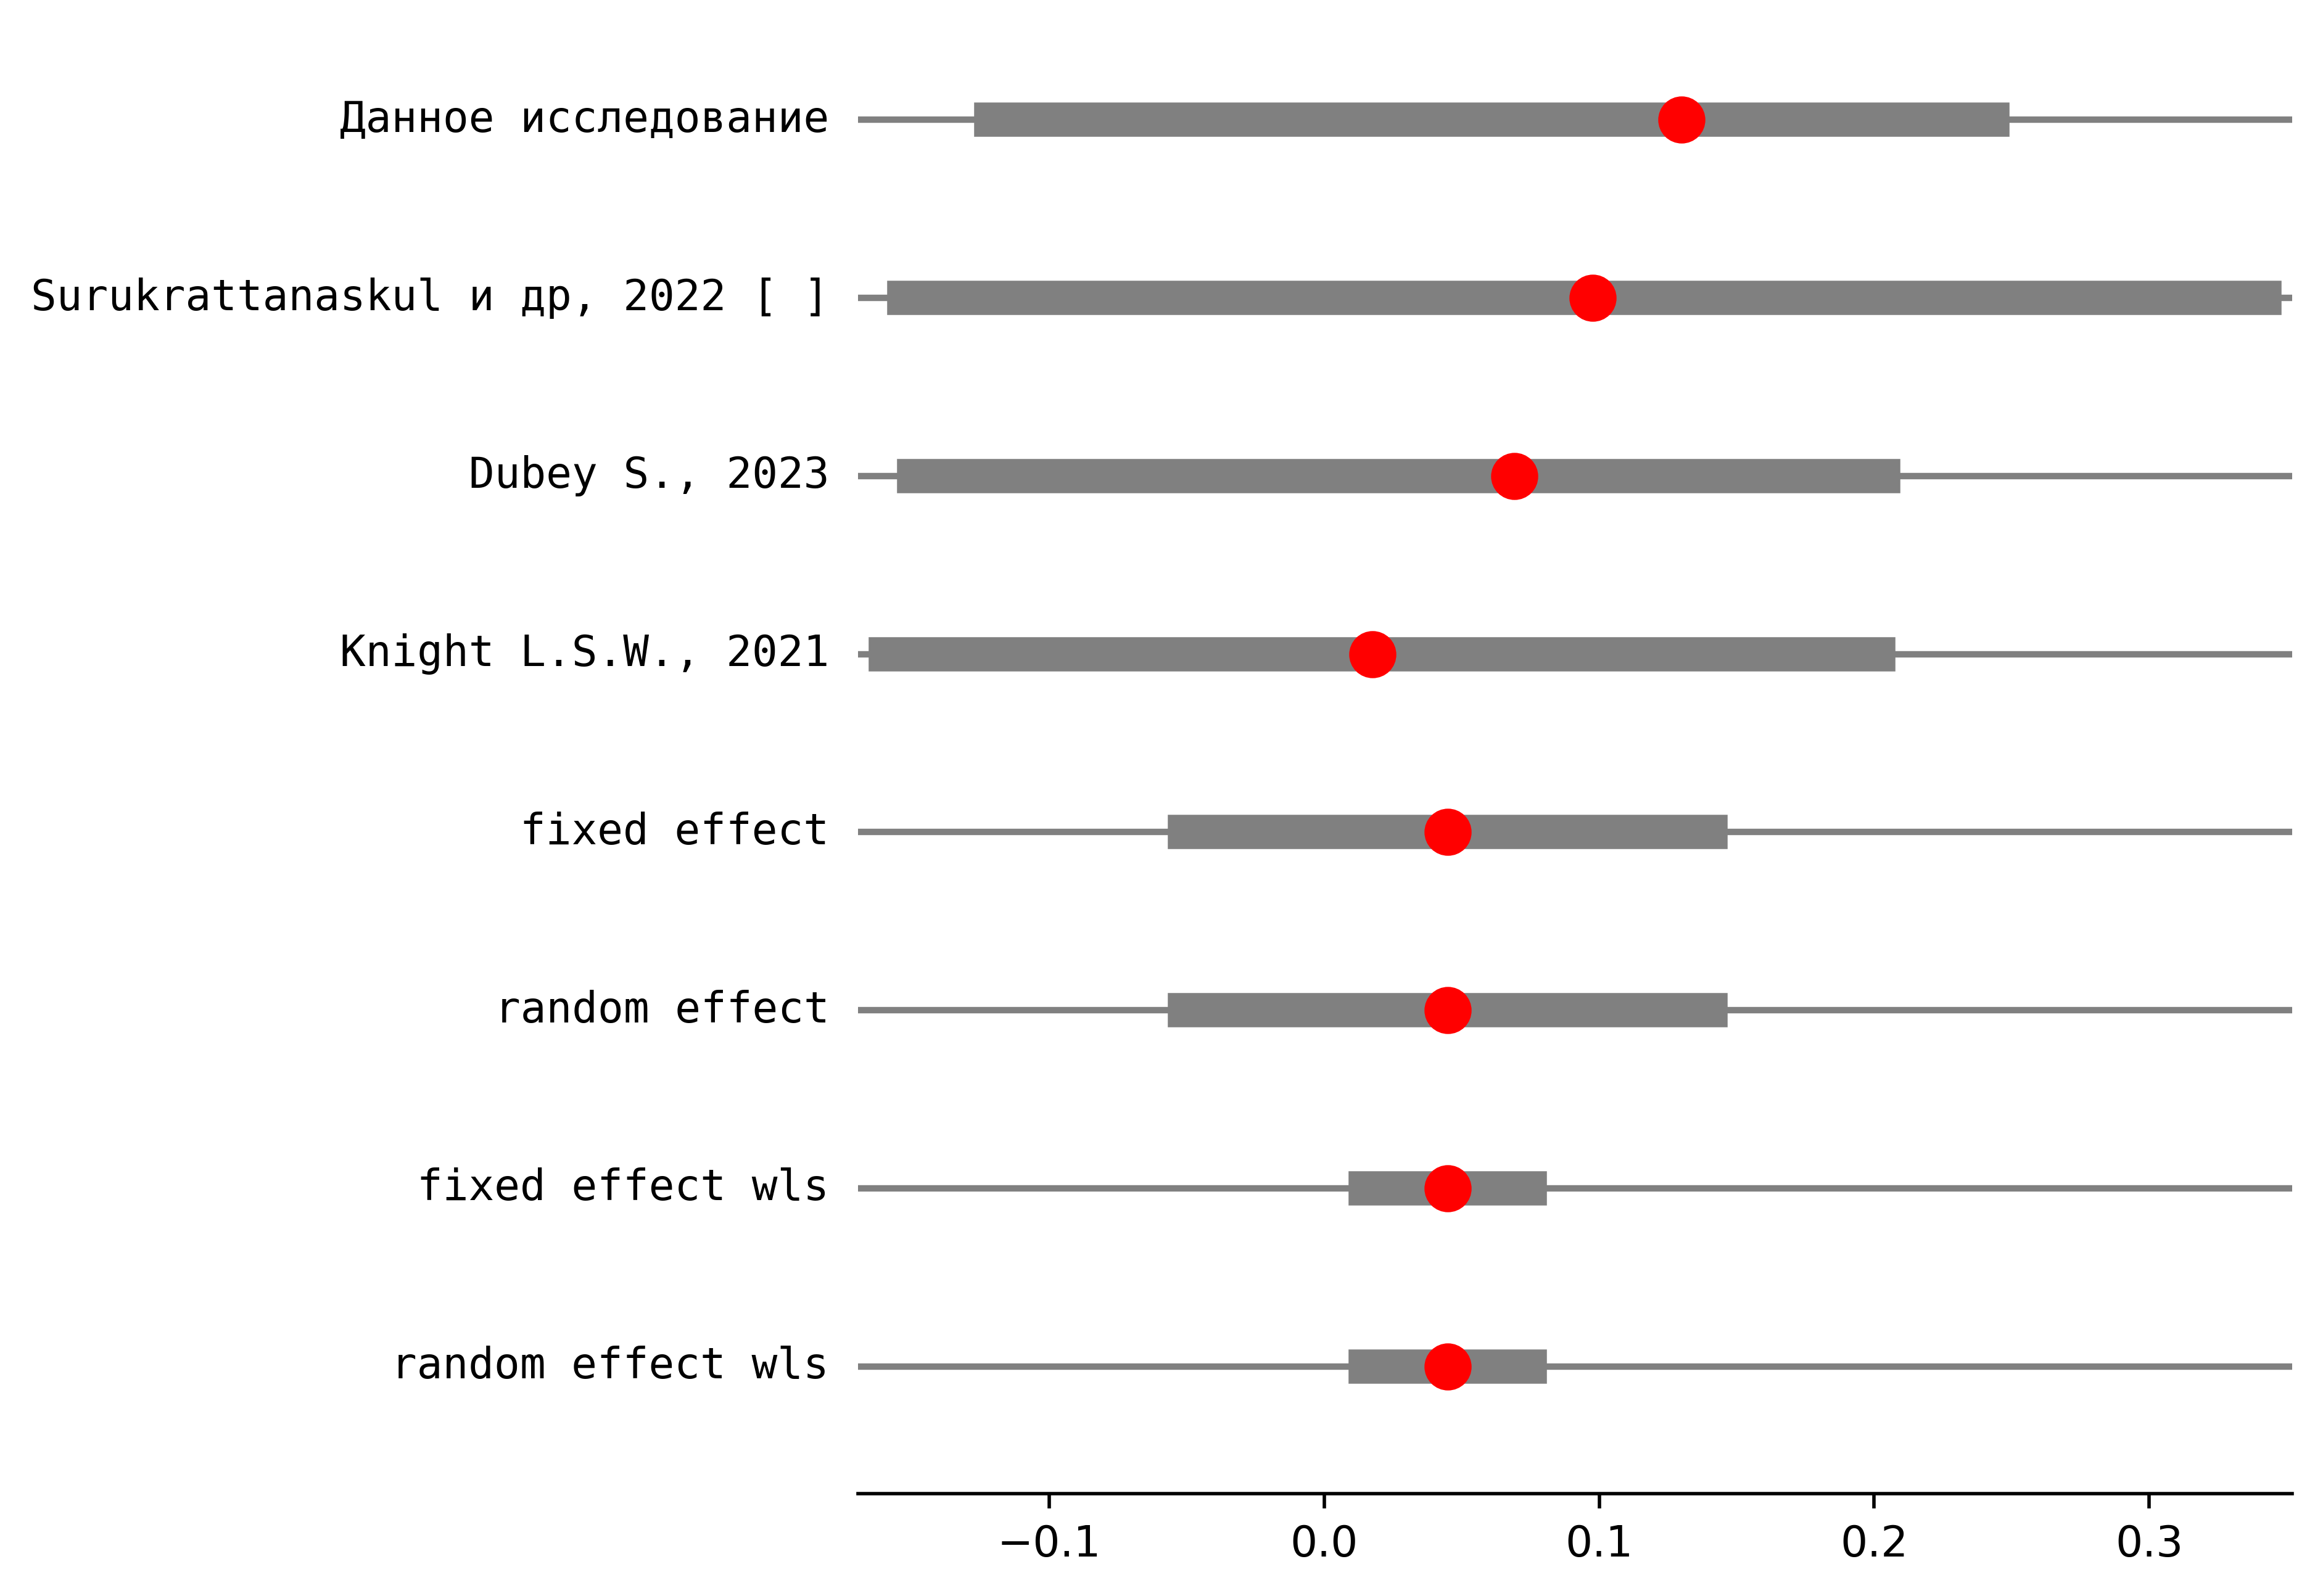 Данное исследование
Surukrattanaskul и др, 2022 [ ]
Dubey S., 2023
Knight L.S.W., 2021
fixed effect
random effect
fixed effect wls
random effect wls
−0.1 0.0 0.1 0.2 0.3